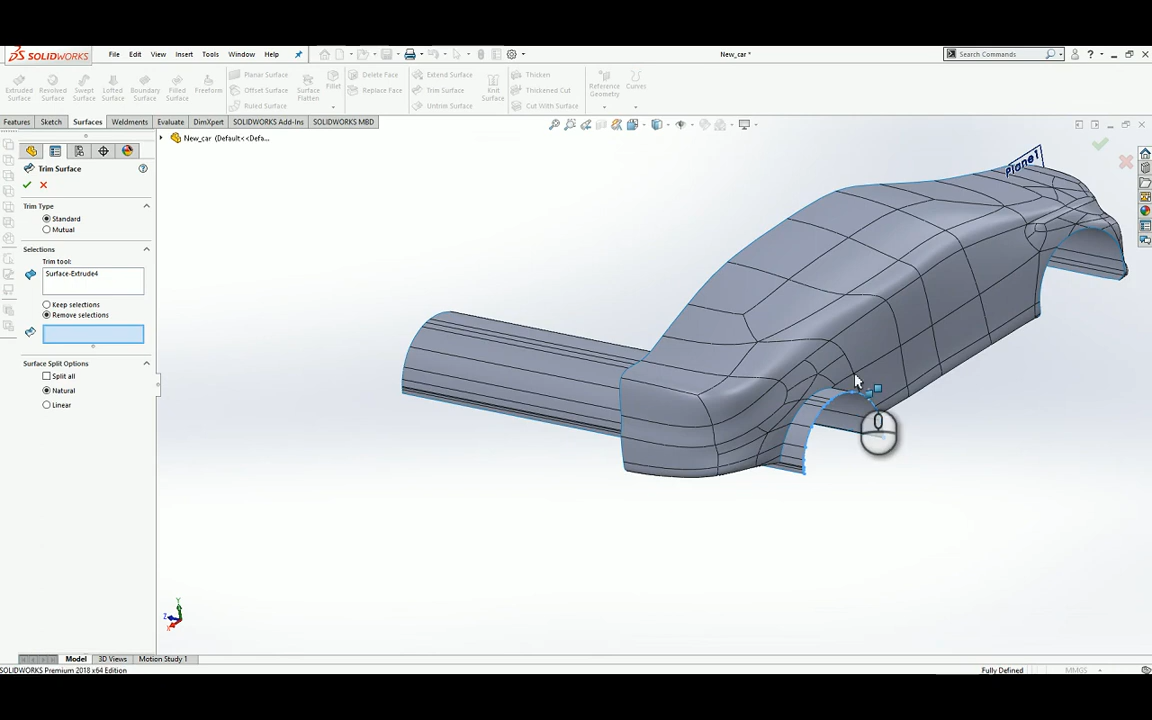 SOLIDWORKS
File Edit View Insert Tools Window Help
New_car *
Search Commands
Extruded Surface
Revolved Surface
Swept Surface
Lofted Surface
Boundary Surface
Filled Surface
Freeform
Planar Surface
Offset Surface
Ruled Surface
Surface Flatten
Fillet
Delete Face
Replace Face
Extend Surface
Trim Surface
Untrim Surface
Knit Surface
Thicken
Thickened Cut
Cut With Surface
Reference Geometry
Curves
Features Sketch Surfaces Weldments Evaluate DimXpert SOLIDWORKS Add-Ins SOLIDWORKS MBD
New_car (Default<<Defa...
Trim Surface
Trim Type
Standard
Mutual
Selections
Trim tool:
Surface-Extrude4
Keep selections
Remove selections
Surface Split Options
Split all
Natural
Linear
Plane1
Y
Z
X
Model 3D Views Motion Study 1
SOLIDWORKS Premium 2018 x64 Edition
Fully Defined
MMGS